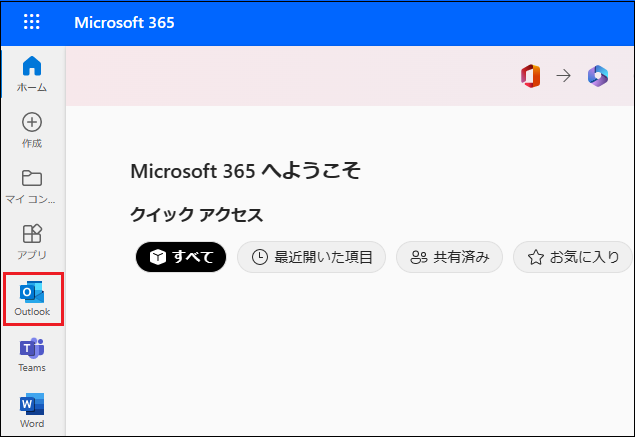 Microsoft 365
ホーム
作成
マイ コン...
アプリ
Outlook
Teams
Word
Microsoft 365 へようこそ
クイック アクセス
すべて
最近開いた項目
共有済み
お気に入り